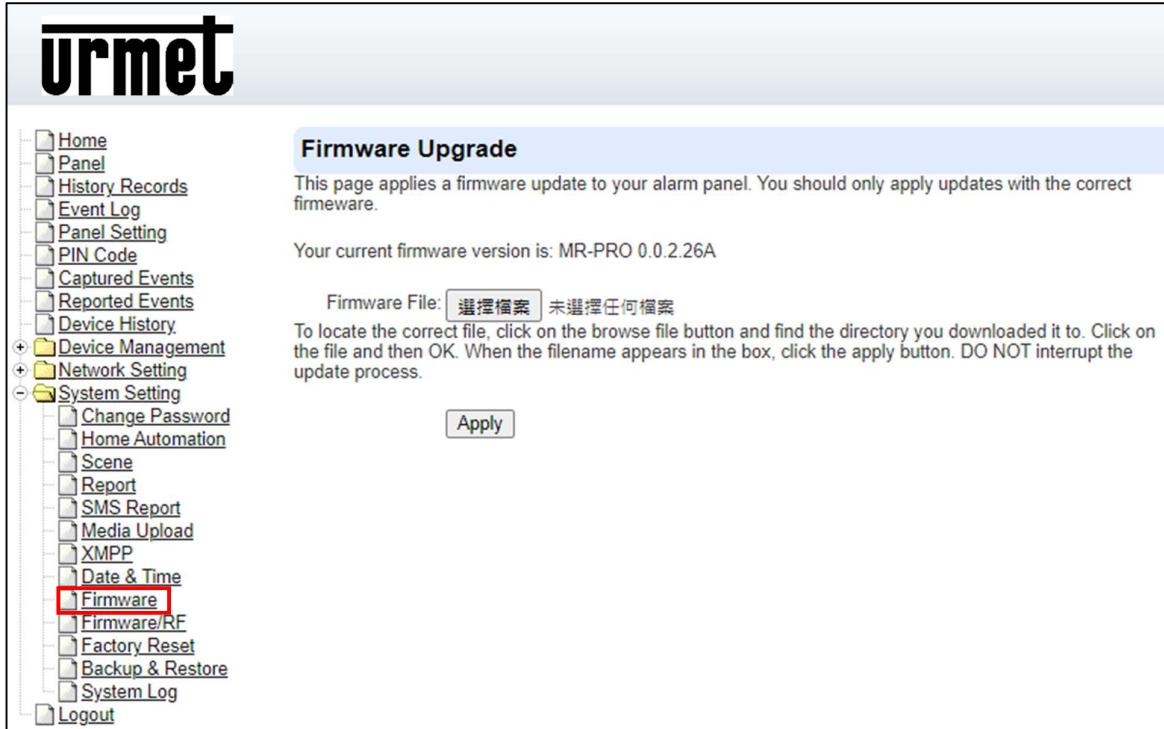 urmet
Home
Panel
History Records
Event Log
Panel Setting
PIN Code
Captured Events
Reported Events
Device History
Device Management
Network Setting
System Setting
Change Password
Home Automation
Scene
Report
SMS Report
Media Upload
XMPP
Date & Time
Firmware
Firmware/RF
Factory Reset
Backup & Restore
System Log
Logout
Firmware Upgrade
This page applies a firmware update to your alarm panel. You should only apply updates with the correct
firmeware.
Your current firmware version is: MR-PRO 0.0.2.26A
Firmware File: 選擇檔案 未選擇任何檔案
To locate the correct file, click on the browse file button and find the directory you downloaded it to. Click on
the file and then OK. When the filename appears in the box, click the apply button. DO NOT interrupt the
update process.
Apply